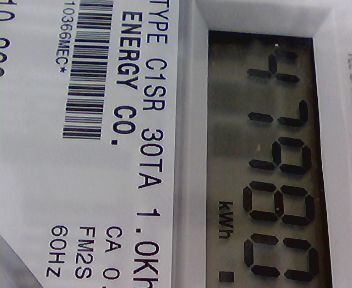 47980
kWh
TYPE C1SR 30TA 1.0Kh
ENERGY CO.
CA 0.
FM2S
60Hz
10366MEC*